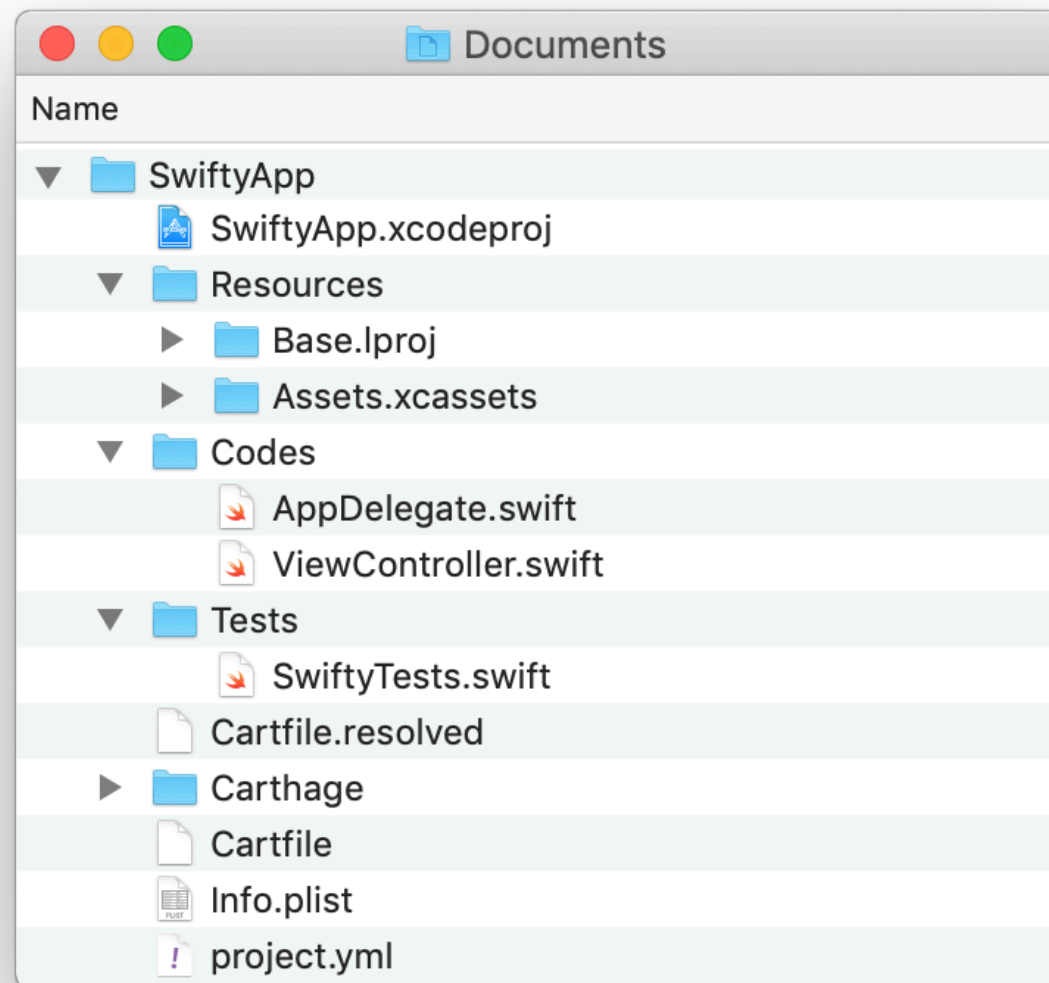 Documents
Name
SwiftyApp
SwiftyApp.xcodeproj
Resources
Base.lproj
Assets.xcassets
Codes
AppDelegate.swift
ViewController.swift
Tests
SwiftyTests.swift
Cartfile.resolved
Carthage
Cartfile
PLIST
Info.plist
! project.yml